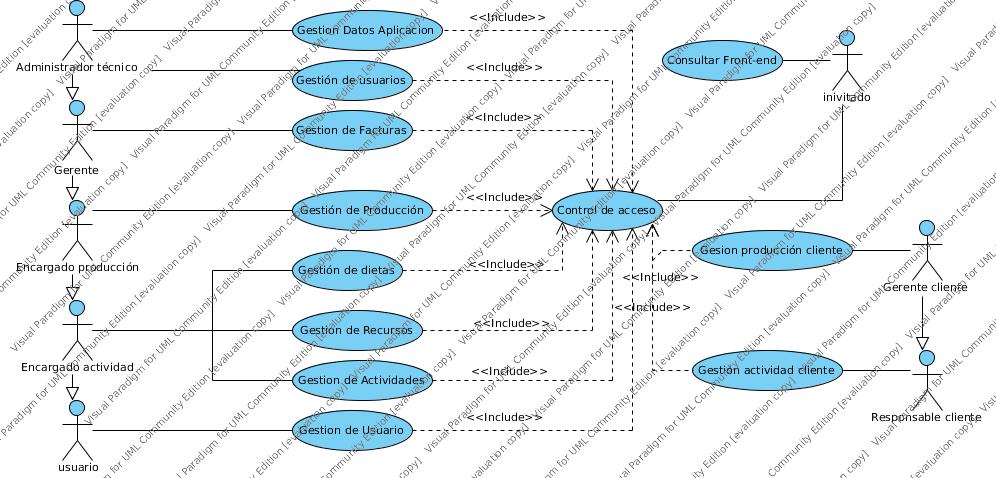 Gestion Datos Aplicacion
<<Include>>
Consultar Front-end
Administrador técnico
Gestión de usuarios
<<Include>>
inivitado
Gestion de Facturas
<<Include>>
Gerente
Gestión de Producción
<<Include>>
Control de acceso
Encargado producción
Gestión de dietas
<<Include>>
Gesion producción cliente
<<Include>>
Gerente cliente
<<Include>>
Gestion de Recursos
<<Include>>
Encargado actividad
Gestion de Actividades
<<Include>>
Gestión actividad cliente
Gestion de Usuario
<<Include>>
Responsable cliente
usuario
Visual Paradigm for UML Community Edition [evaluation copy]